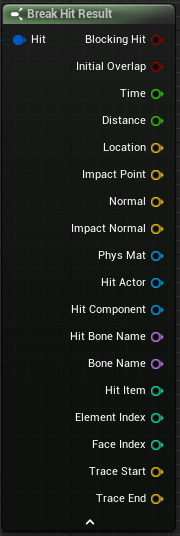 Break Hit Result
Hit Blocking Hit
Initial Overlap
Time
Distance
Location
Impact Point
Normal
Impact Normal
Phys Mat
Hit Actor
Hit Component
Hit Bone Name
Bone Name
Hit Item
Element Index
Face Index
Trace Start
Trace End